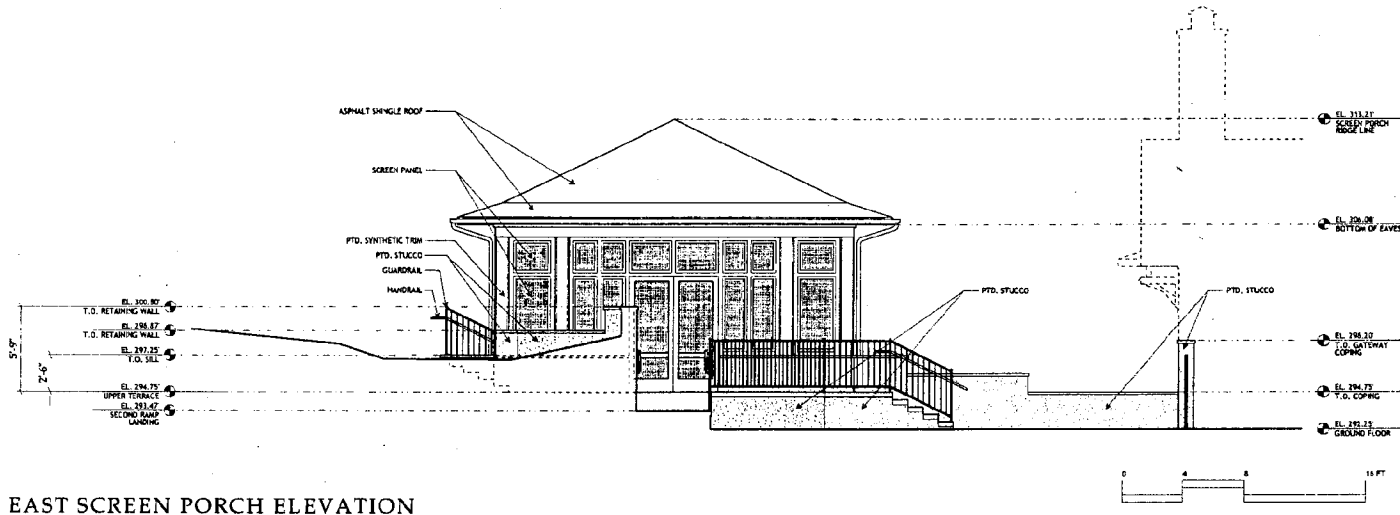 ASPHALT SHINGLE ROOF
SCREEN PANEL
PTD. SYNTHETIC TRIM
PTD. STUCCO
GUARDRAIL
HANDRAIL
EL. 300.80'
T.O. RETAINING WALL
EL. 298.87'
T.O. RETAINING WALL
EL. 297.25'
T.O. SILL
EL. 294.75'
UPPER TERRACE
EL. 293.47'
SECOND RAMP
LANDING
5'-9"
2'-6"
PTD. STUCCO
PTD. STUCCO
EL. 313.21'
SCREEN PORCH
RIDGE LINE
EL. 306.08'
BOTTOM OF EAVES
EL. 298.20'
T.O. GATEWAY
COPING
EL. 294.75'
T.O. COPING
EL. 292.25'
GROUND FLOOR
0 4 8 16 FT
EAST SCREEN PORCH ELEVATION